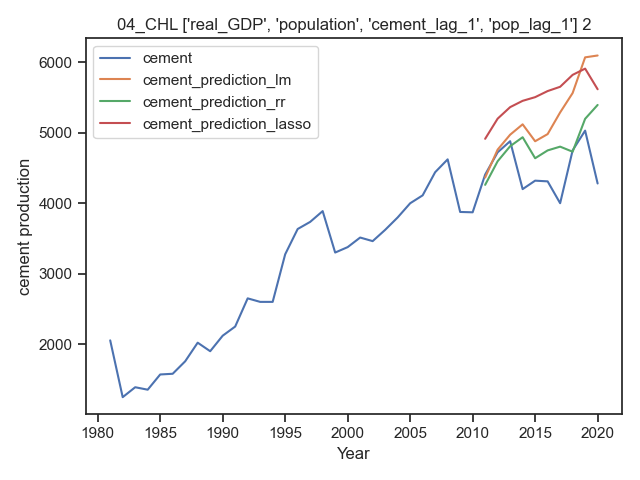 04_CHL ['real_GDP', 'population', 'cement_lag_1', 'pop_lag_1'] 2
cement
cement_prediction_lm
cement_prediction_rr
cement_prediction_lasso
cement production
6000
5000
4000
3000
2000
1980 1985 1990 1995 2000 2005 2010 2015 2020
Year